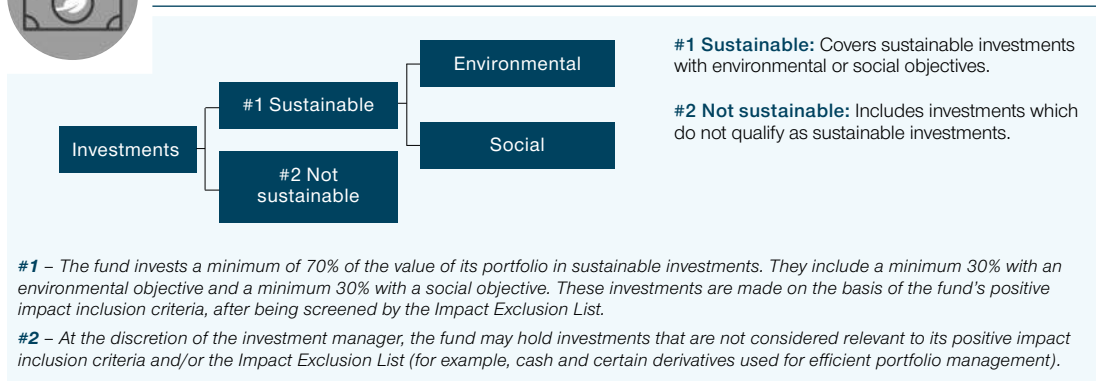 Environmental
#1 Sustainable
Investments
Social
#2 Not
sustainable
#1 Sustainable: Covers sustainable investments
with environmental or social objectives.
#2 Not sustainable: Includes investments which
do not qualify as sustainable investments.
#1 – The fund invests a minimum of 70% of the value of its portfolio in sustainable investments. They include a minimum 30% with an
environmental objective and a minimum 30% with a social objective. These investments are made on the basis of the fund's positive
impact inclusion criteria, after being screened by the Impact Exclusion List.
#2 – At the discretion of the investment manager, the fund may hold investments that are not considered relevant to its positive impact
inclusion criteria and/or the Impact Exclusion List (for example, cash and certain derivatives used for efficient portfolio management).